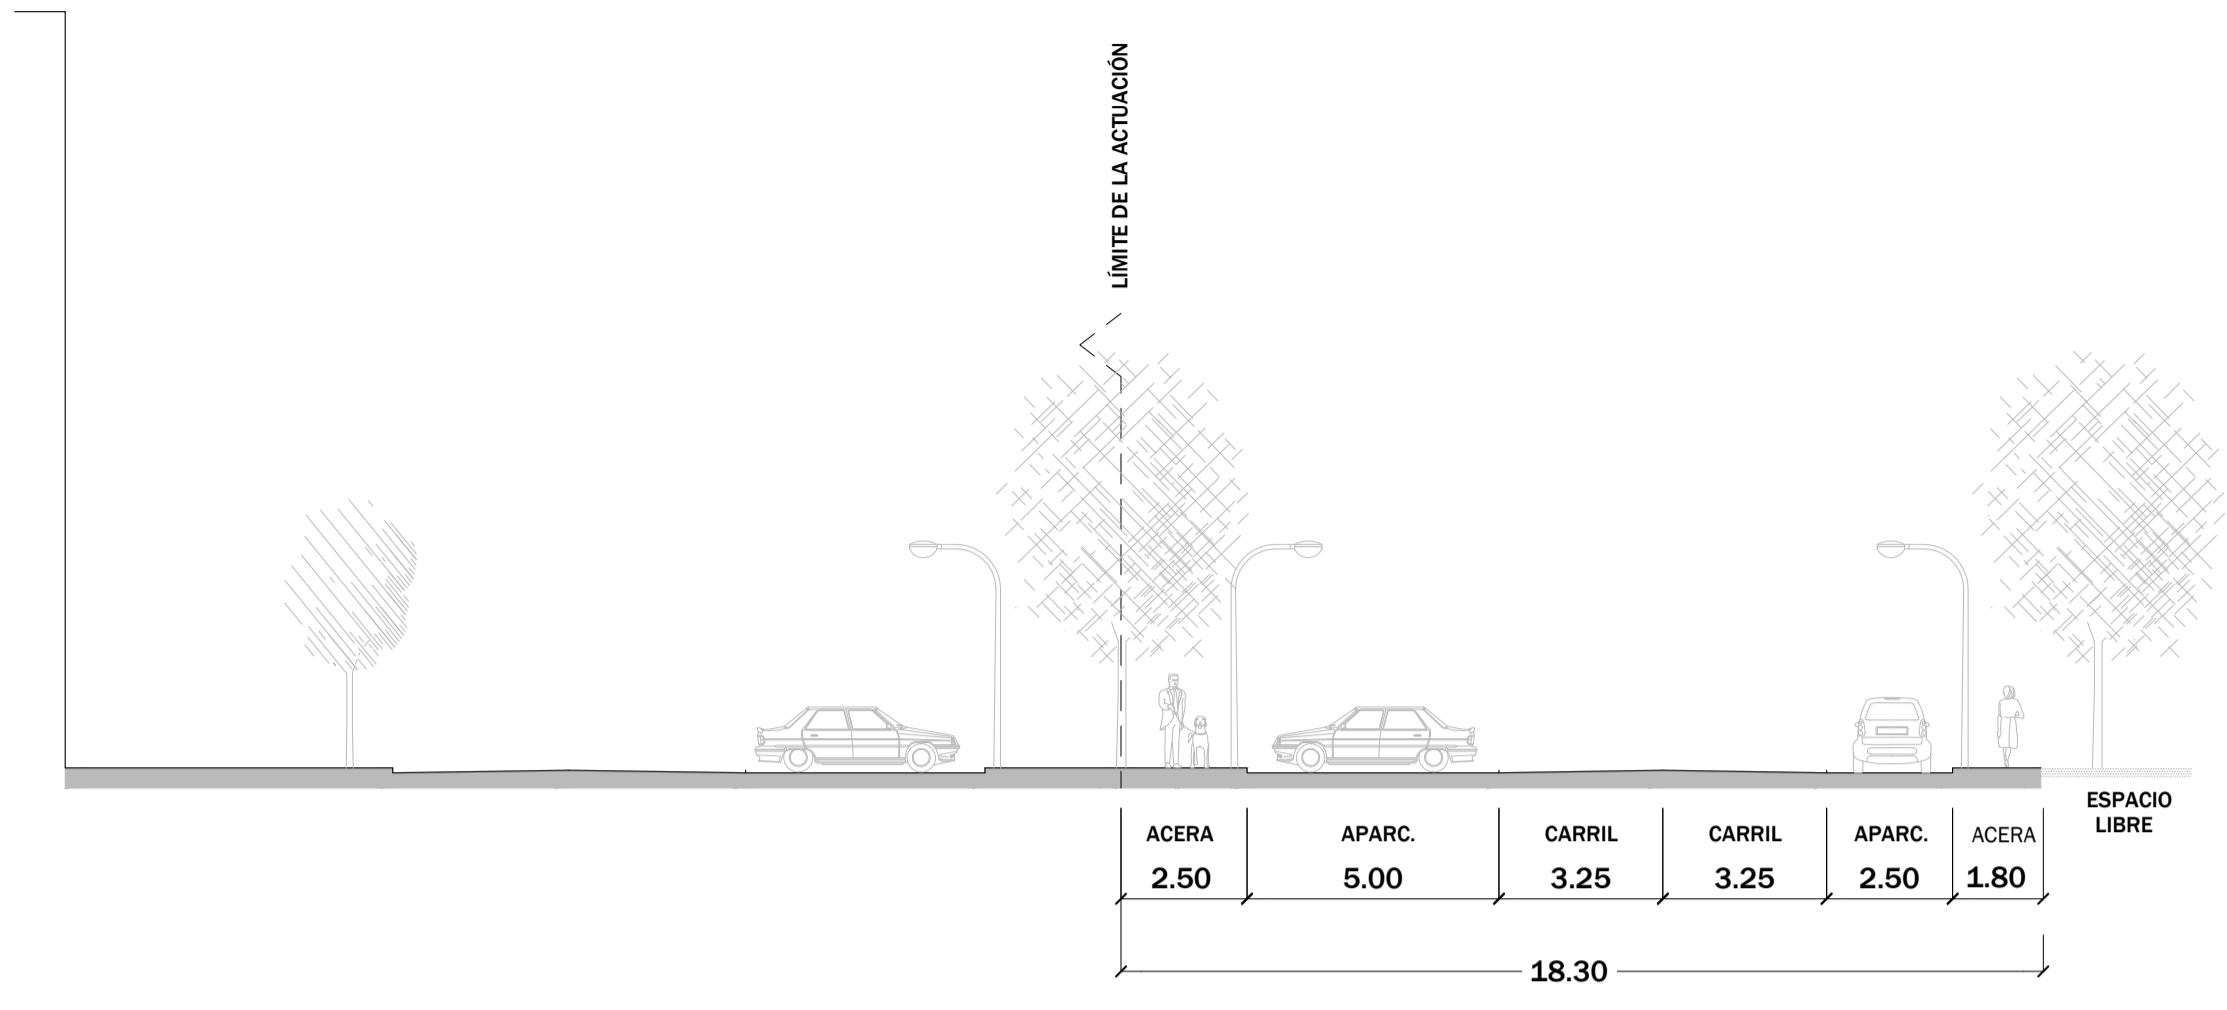 LÍMITE DE LA ACTUACIÓN
ESPACIO
LIBRE
ACERA APARC. CARRIL CARRIL APARC. ACERA
2.50 5.00 3.25 3.25 2.50 1.80
18.30